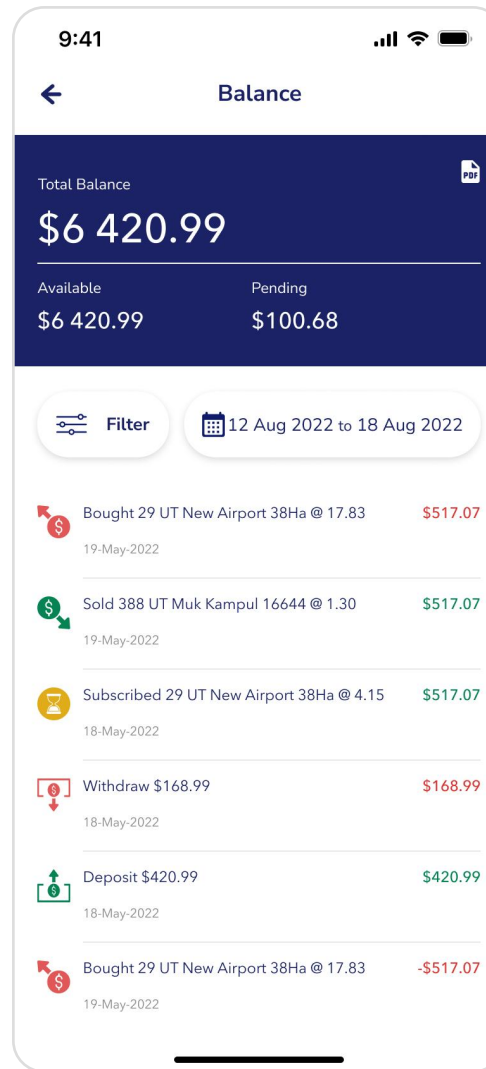 9:41
Balance
PDF
Total Balance
$6 420.99
Available Pending
$6 420.99 $100.68
Filter 12 Aug 2022 to 18 Aug 2022
Bought 29 UT New Airport 38Ha @ 17.83 $517.07
19-May-2022
Sold 388 UT Muk Kampul 16644 @ 1.30 $517.07
19-May-2022
Subscribed 29 UT New Airport 38Ha @ 4.15 $517.07
18-May-2022
Withdraw $168.99 $168.99
18-May-2022
Deposit $420.99 $420.99
18-May-2022
Bought 29 UT New Airport 38Ha @ 17.83 -$517.07
19-May-2022